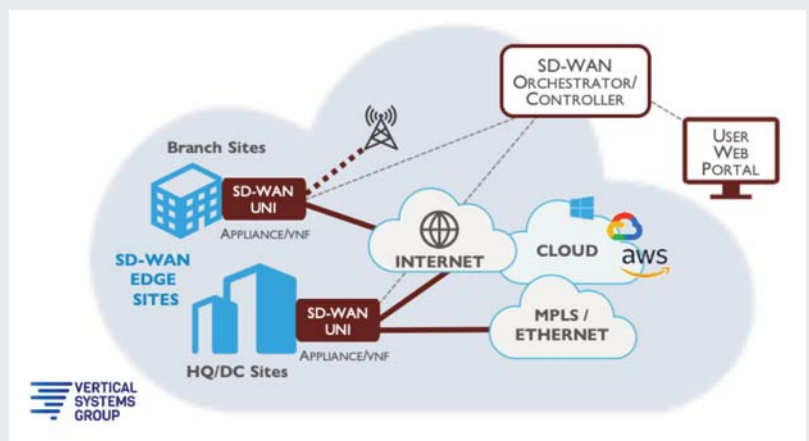 SD-WAN
ORCHESTRATOR/
CONTROLLER
USER
WEB
PORTAL
Branch Sites
SD-WAN
UNI
APPLIANCE/VNF
SD-WAN
EDGE
SITES
INTERNET
CLOUD
aws
SD-WAN
UNI
APPLIANCE/VNF
MPLS /
ETHERNET
HQ/DC Sites
VERTICAL
SYSTEMS
GROUP